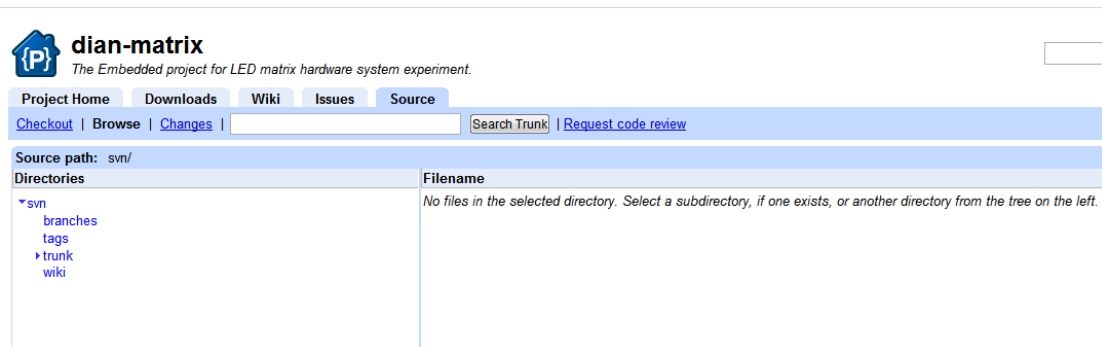 {P}
dian-matrix
The Embedded project for LED matrix hardware system experiment.
Project Home Downloads Wiki Issues Source
Checkout | Browse | Changes | Search Trunk | Request code review
Source path: svn/
Directories Filename
svn No files in the selected directory. Select a subdirectory, if one exists, or another directory from the tree on the left.
branches
tags
trunk
wiki